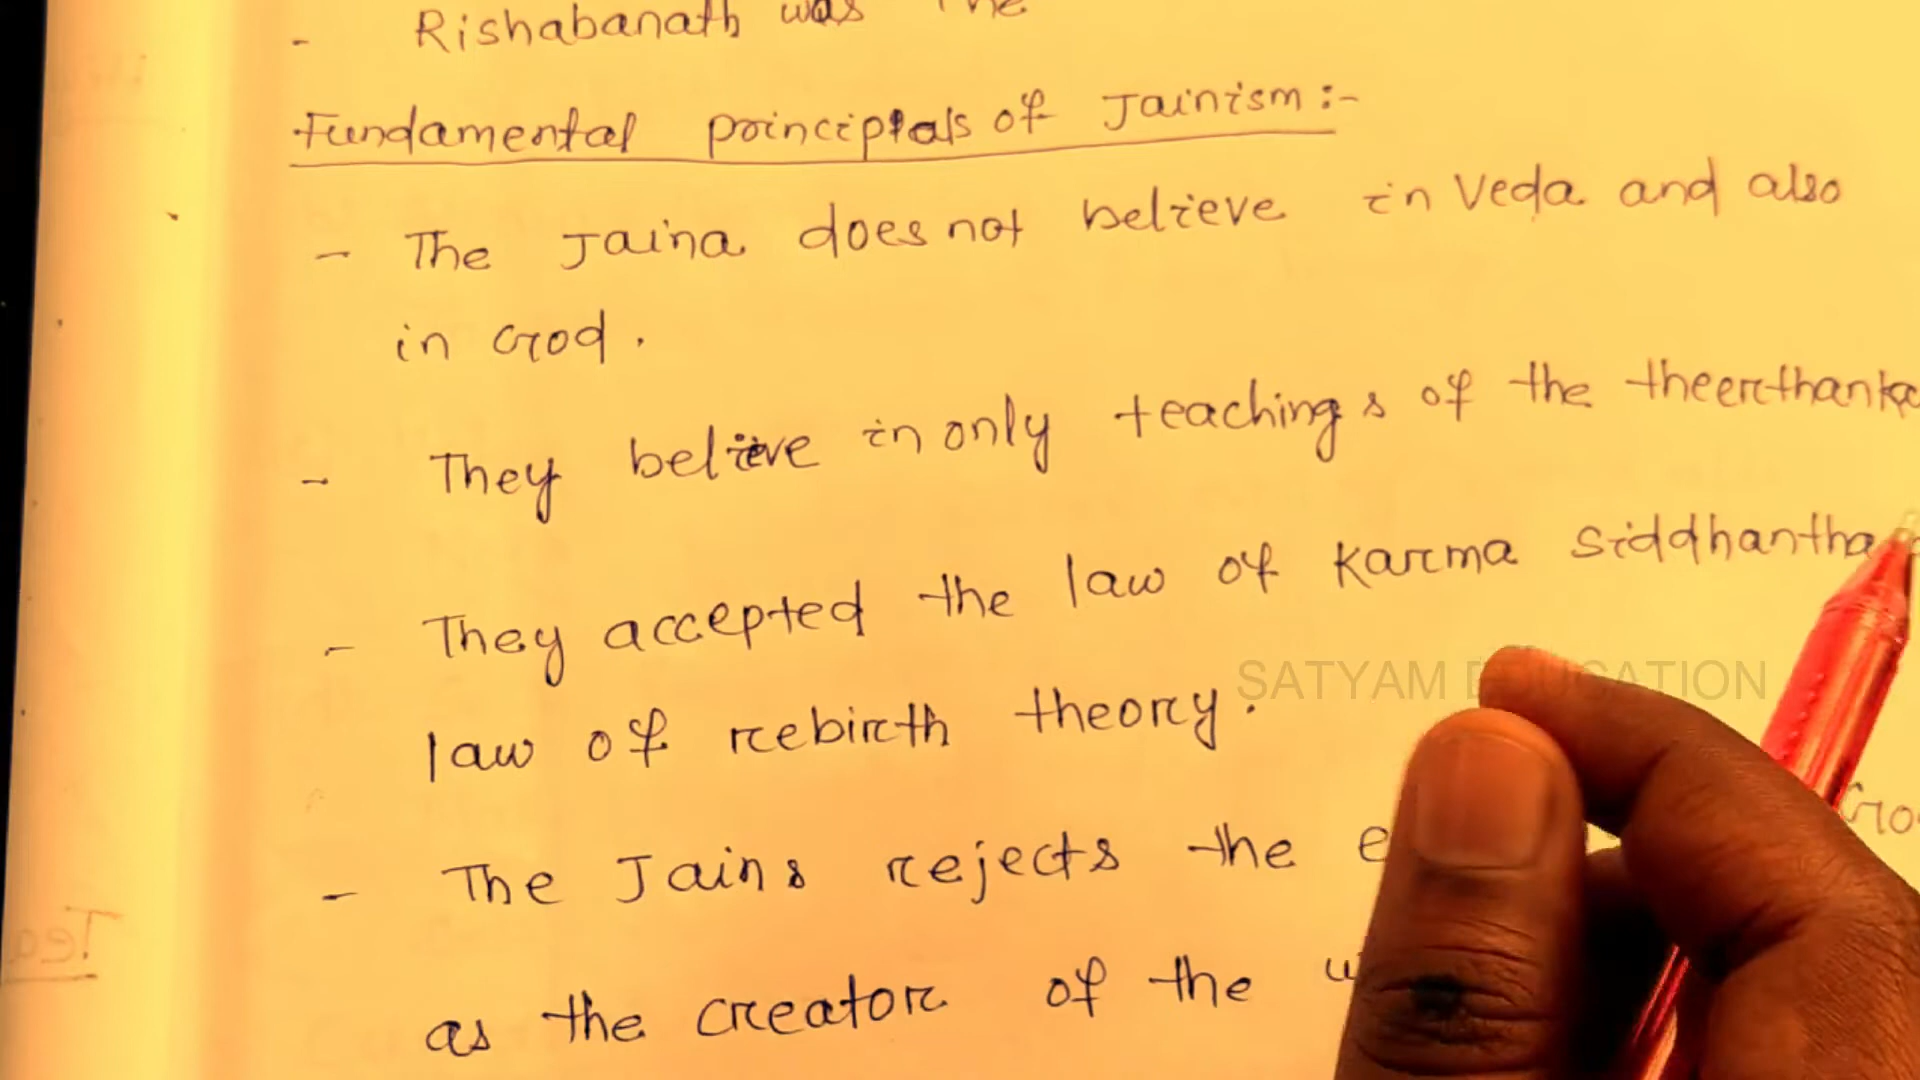 - Rishabanath was the
Fundamental principals of Jainism :-
- The Jaina does not believe in Veda and also
in God.
- They believe in only teachings of the
- They accepted the law of karma siddhantha
law of rebirth theory.
SATYAM EDUCATION
- The Jains rejects the
as the creator of the